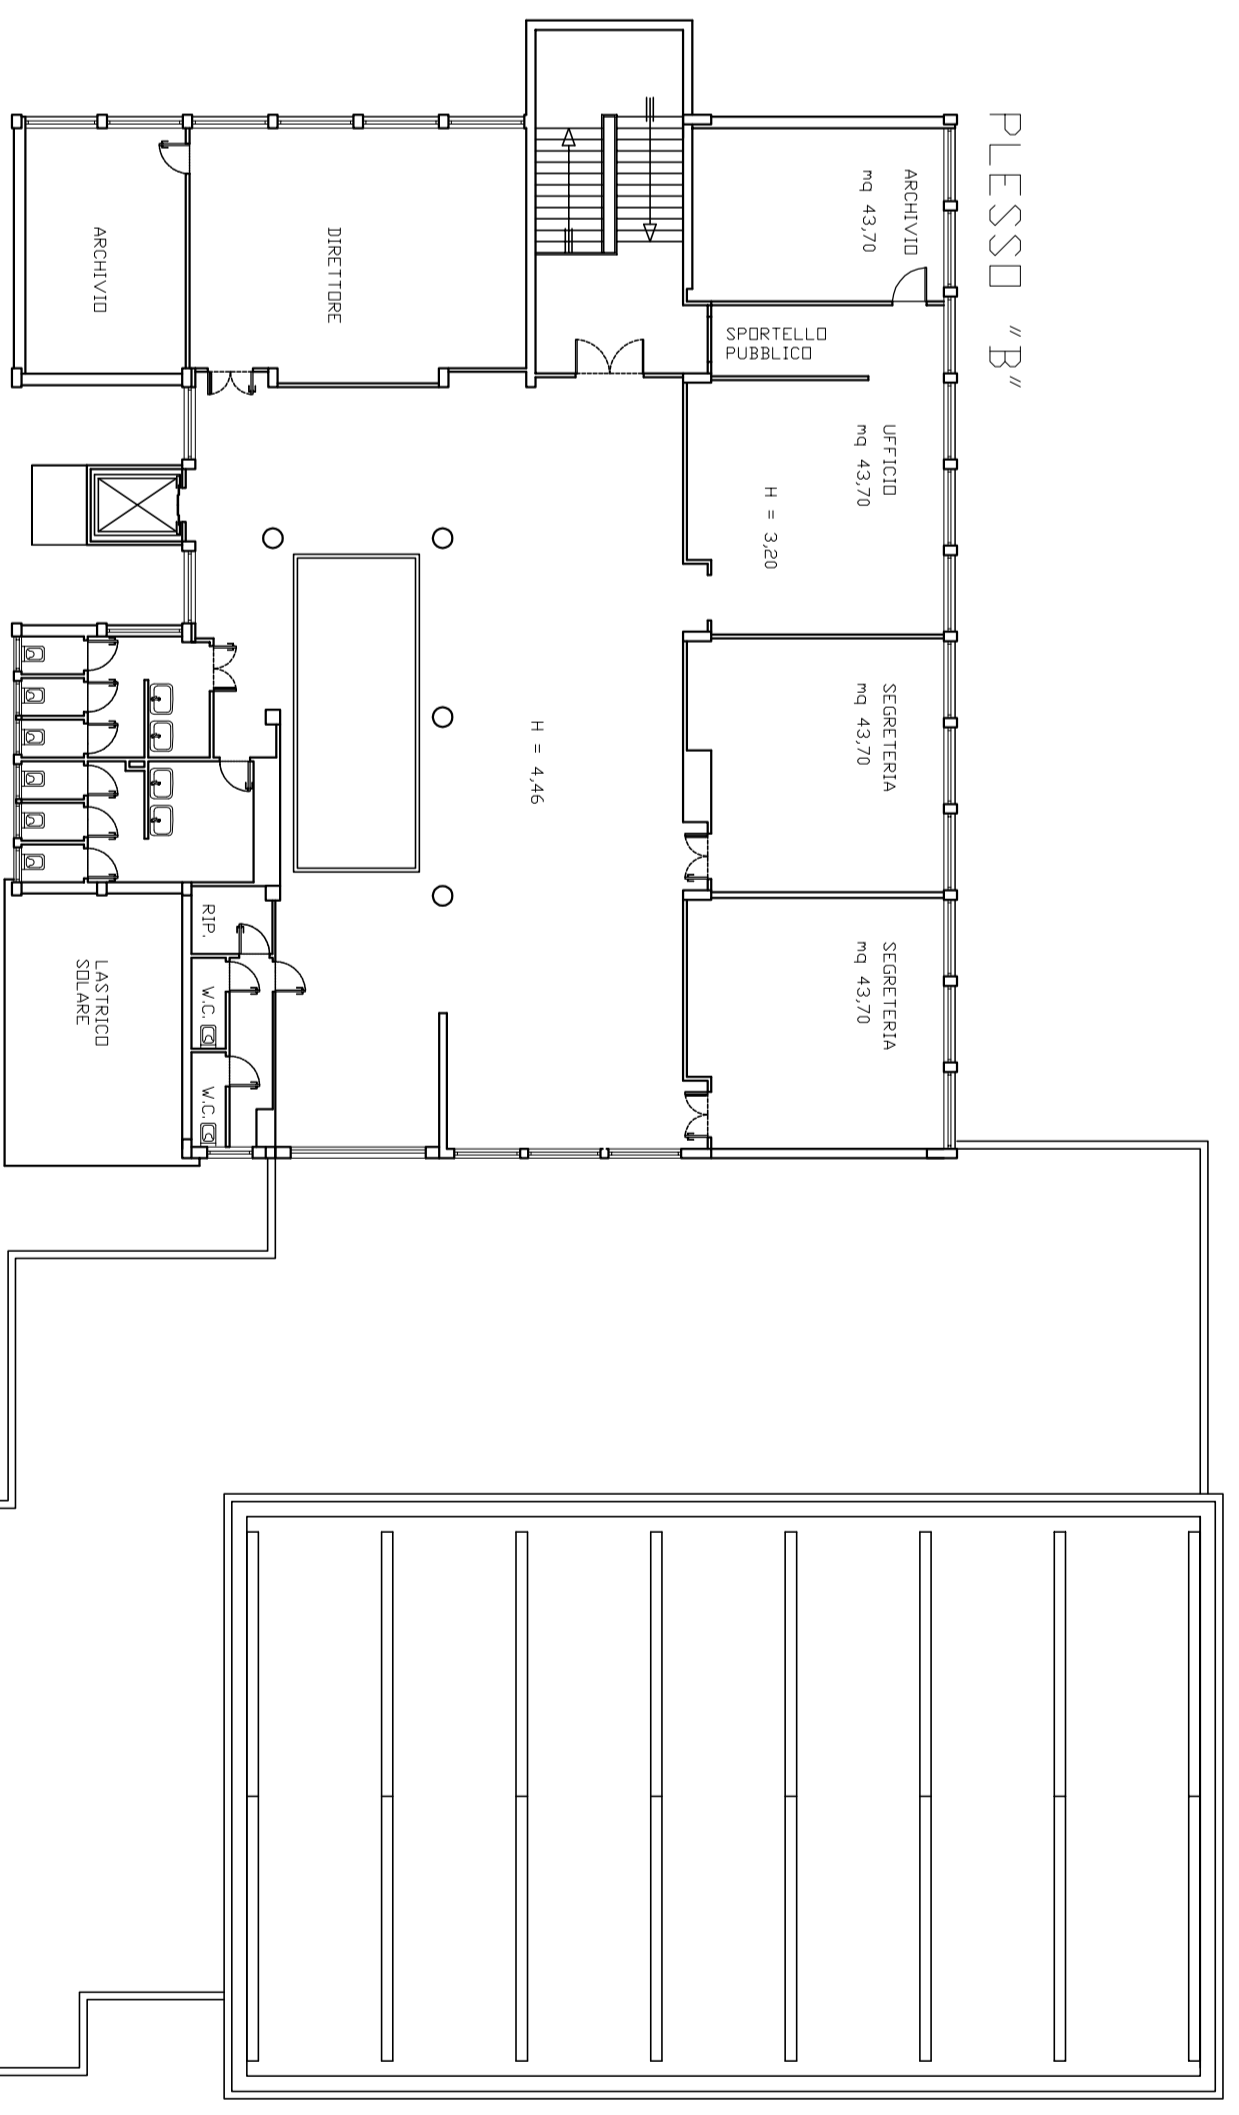 PLESSO "B"
ARCHIVIO
mq 43,70
SPORTELLO
PUBBLICO
UFFICIO
mq 43,70
H = 3,20
SEGRETERIA
mq 43,70
SEGRETERIA
mq 43,70
H = 4,46
DIRETTORE
ARCHIVIO
RIP.
W.C.
W.C.
LASTRICO
SOLARE